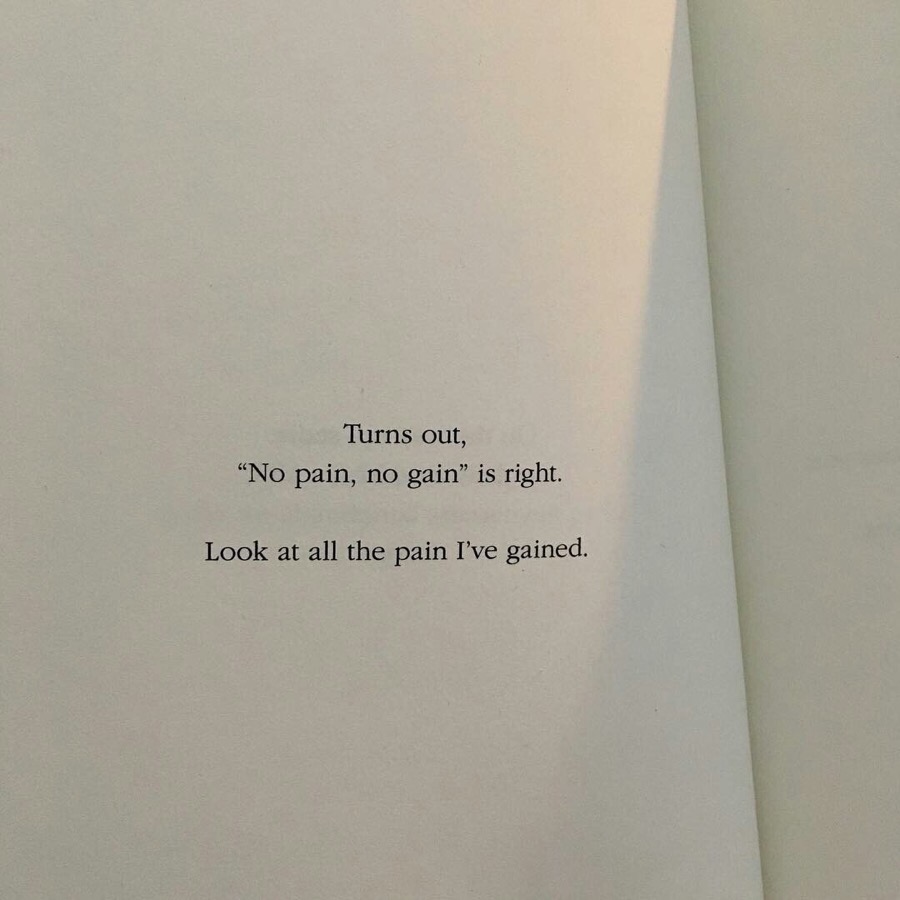 Turns out,
“No pain, no gain” is right.
Look at all the pain I’ve gained.